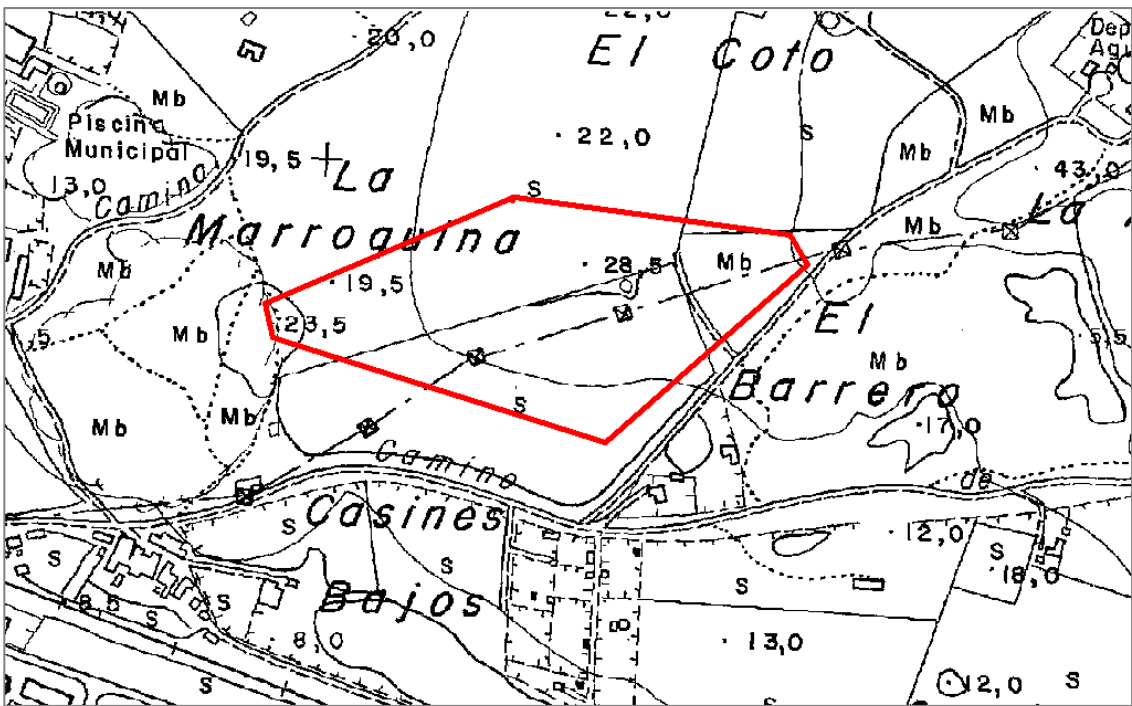 20,0
El Coto
Dep
Agu
Mb
Piscina
Municipal
22,0
S
Mb
Mb
19,5
La
43,0
13,0
Camino
S
La
Mb
Marroquina
28,5
Mb
Mb
19,5
El
23,5
Mb
5,5
Mb
S
Barrero
Mb
Mb
17,0
Camino
de
Casines
S
S
12,0
S
18,0
S
S
Bajos
S
S
8,5
8,0
13,0
S
12,0
S
S